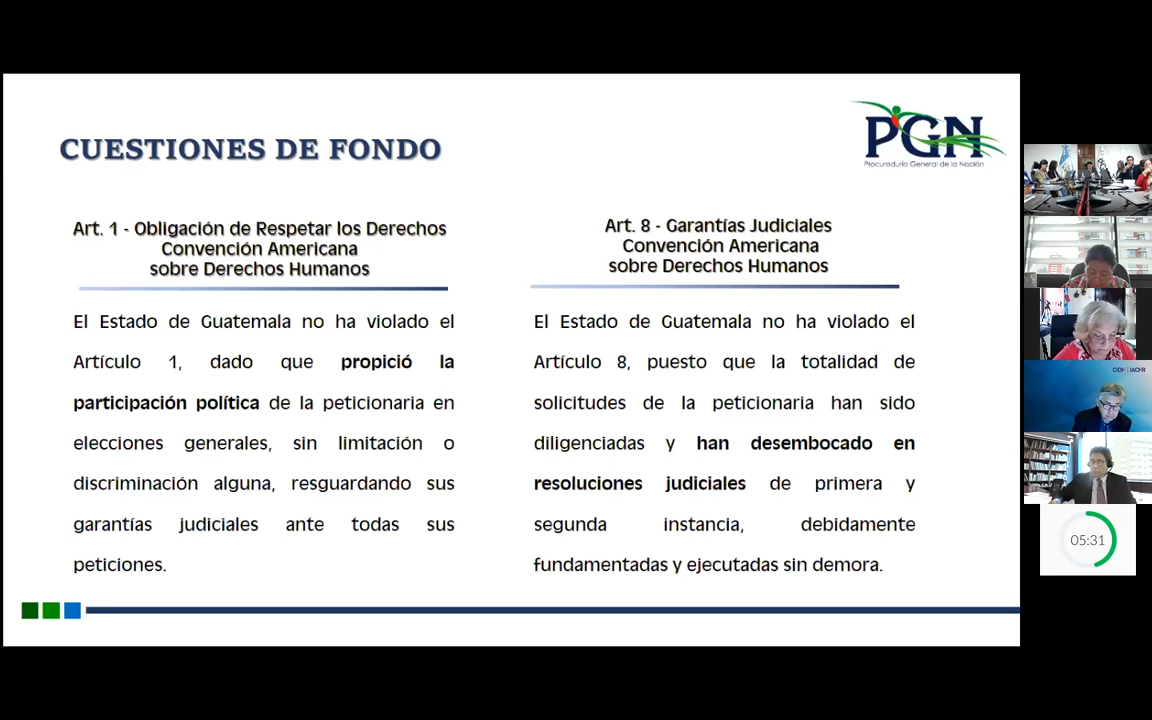 CUESTIONES DE FONDO
PGN
Procuraduría General de la Nación
Art. 1 - Obligación de Respetar los Derechos
Convención Americana
sobre Derechos Humanos
El Estado de Guatemala no ha violado el
Artículo 1, dado que propició la
participación política de la peticionaria en
elecciones generales, sin limitación o
discriminación alguna, resguardando sus
garantías judiciales ante todas sus
peticiones.
Art. 8 - Garantías Judiciales
Convención Americana
sobre Derechos Humanos
El Estado de Guatemala no ha violado el
Artículo 8, puesto que la totalidad de
solicitudes de la peticionaria han sido
diligenciadas y han desembocado en
resoluciones judiciales de primera y
segunda instancia, debidamente
fundamentadas y ejecutadas sin demora.
CIDH | IACHR
05:31